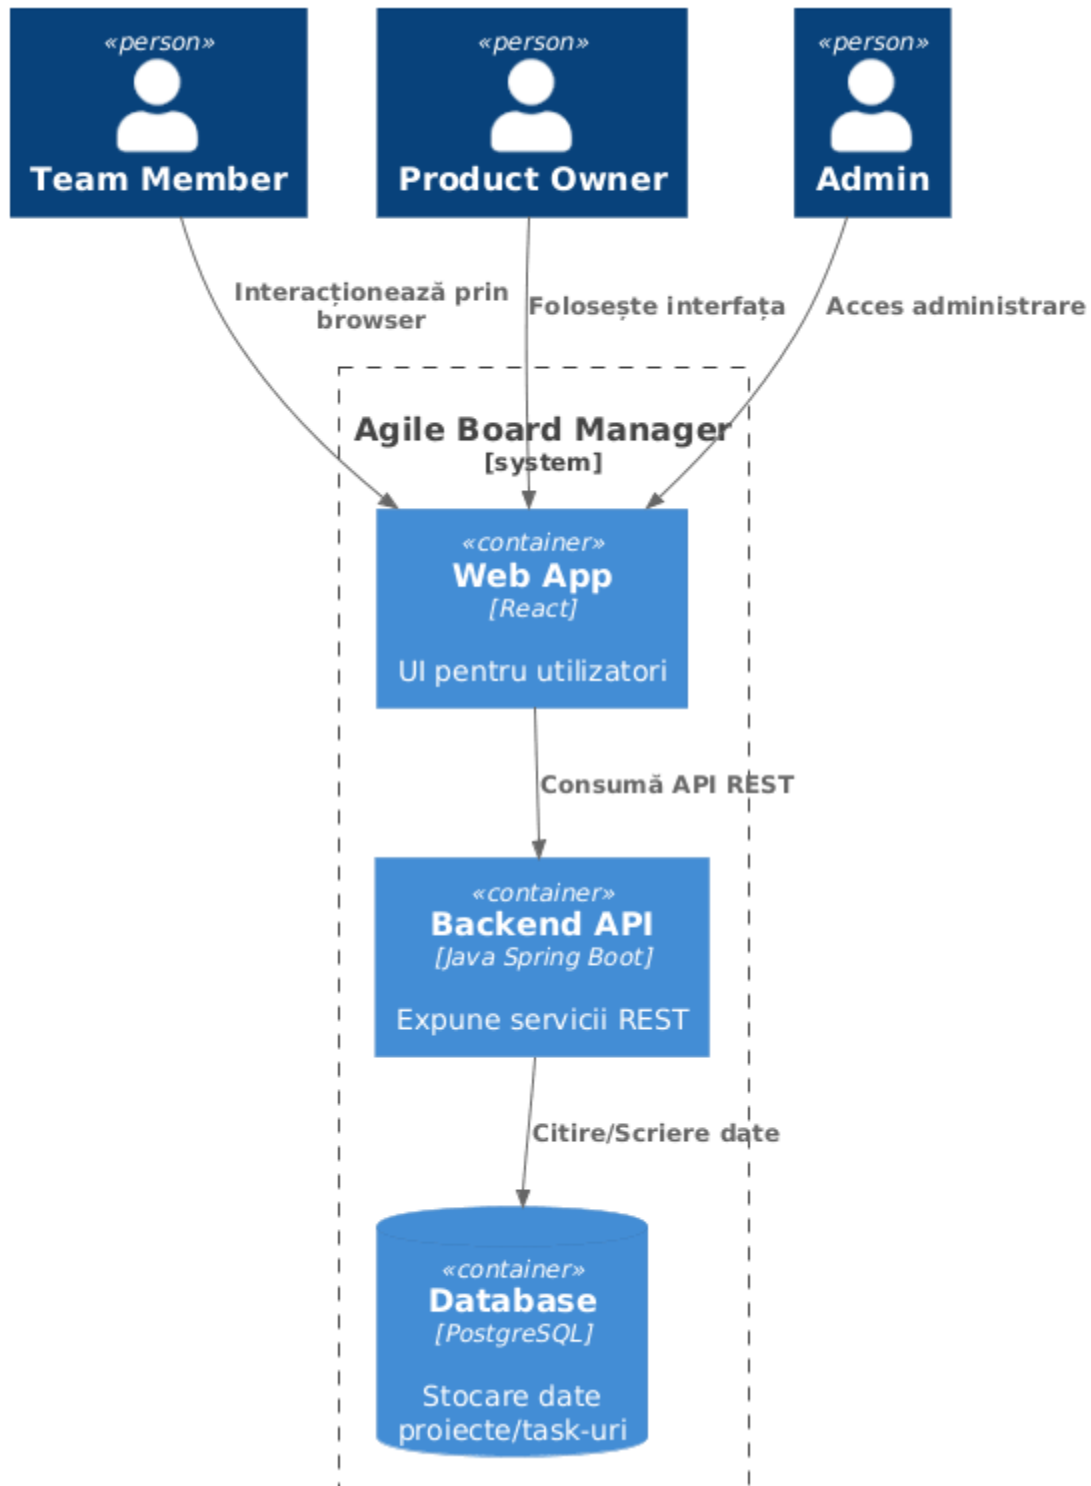 «person»
Team Member
«person»
Product Owner
«person»
Admin
Interacționează prin
browser
Folosește interfața
Acces administrare
Agile Board Manager
[system]
«container»
Web App
[React]
UI pentru utilizatori
Consumă API REST
«container»
Backend API
[Java Spring Boot]
Expune servicii REST
Citire/Scriere date
«container»
Database
[PostgreSQL]
Stocare date
proiecte/task-uri